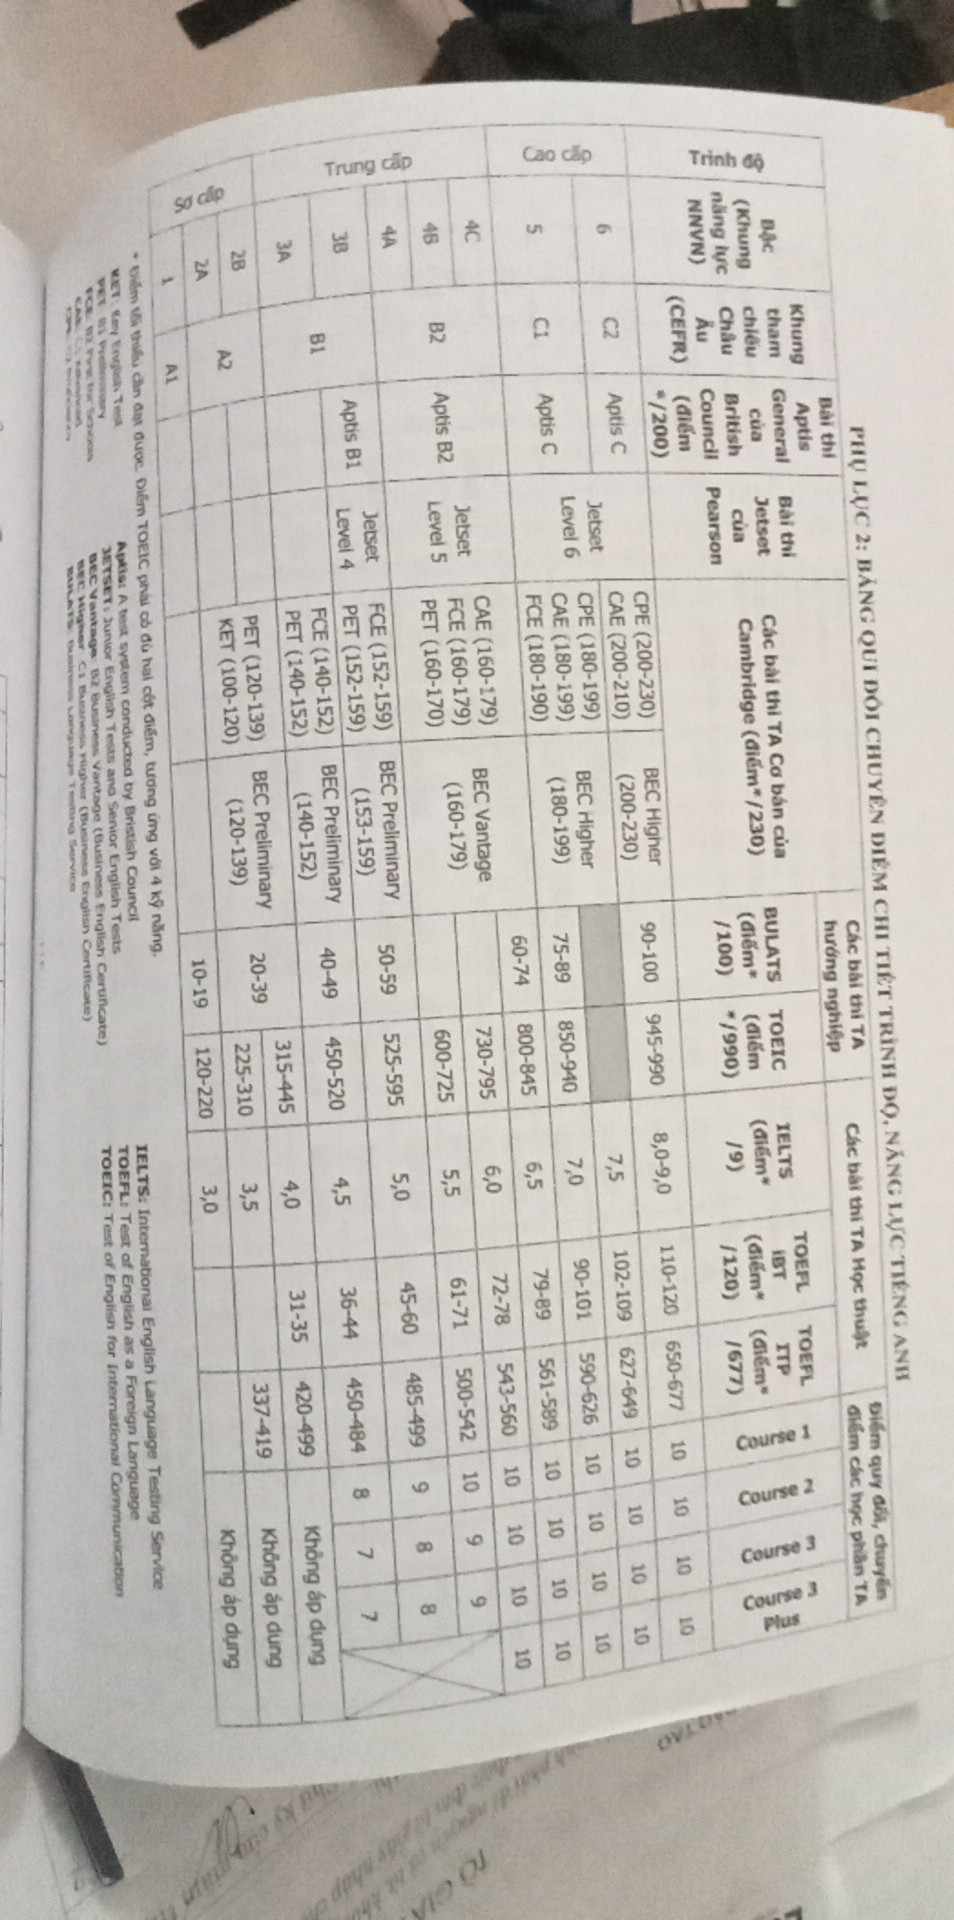 PHỤ LỤC 2: BẢNG QUI ĐỔI CHUYỂN ĐIỂM CHI TIẾT TRÌNH ĐỘ, NĂNG LỰC TIẾNG ANH
Trình độ
Bậc (Khung năng lực NNVN)
Khung tham chiếu Châu Âu (CEFR)
Bài thi Aptis General của British Council (điểm */200)
Bài thi Jetset của Pearson
Các bài thi TA Cơ bản của Cambridge (điểm*/230)
Các bài thi TA hướng nghiệp
BULATS (điểm* /100)
TOEIC (điểm */990)
Các bài thi TA Học thuật
IELTS (điểm* /9)
TOEFL iBT (điểm* /120)
TOEFL ITP (điểm* /677)
Điểm quy đổi, chuyển điểm các học phần TA
Course 1
Course 2
Course 3
Course 3 Plus
Cao cấp
6 C2 Aptis C
Jetset Level 6
CPE (200-230)
CAE (200-210)
BEC Higher (200-230)
90-100 945-990 8,0-9,0 110-120 650-677 10 10 10 10
7,5 102-109 627-649 10 10 10 10
5 C1 Aptis C
CPE (180-199)
CAE (180-199)
FCE (180-190)
BEC Higher (180-199)
75-89 850-940 7,0 90-101 590-626 10 10 10 10
Trung cấp
4C
60-74 800-845 6,5 79-89 561-589 10 10 10 10
4B B2 Aptis B2
Jetset Level 5
CAE (160-179)
FCE (160-179)
PET (160-170)
BEC Vantage (160-179)
730-795 6,0 72-78 543-560 10 10 10 10
4A
600-725 5,5 61-71 500-542 10 9 9
3B B1 Aptis B1
Jetset Level 4
FCE (152-159)
PET (152-159)
BEC Preliminary (153-159)
50-59 525-595 5,0 45-60 485-499 9 8 8
3A
FCE (140-152)
PET (140-152)
BEC Preliminary (140-152)
40-49 450-520 4,5 36-44 450-484 8 7 7
Sơ cấp
2B A2
PET (120-139)
KET (100-120)
BEC Preliminary (120-139)
20-39 315-445 4,0 31-35 420-499 Không áp dụng
2A
225-310 3,5 337-419 Không áp dụng
1 A1
10-19 120-220 3,0 Không áp dụng
* Điểm tối thiểu cần đạt được. Điểm TOEIC phải có đủ hai cột điểm, tương ứng với 4 kỹ năng.
KET: Key English Test
PET: B1 Preliminary
FCE: B2 First for Schools
Aptis: A test system conducted by Bristish Council
JETSET: Junior English Tests and Senior English Tests
BEC Vantage: B2 Business Vantage (Business English Certificate)
BEC Higher: C1 Business Higher (Business English Certificate)
BULATS: Business Language Testing Service
IELTS: International English Language Testing Service
TOEFL: Test of English as a Foreign Language
TOEIC: Test of English for International Communication